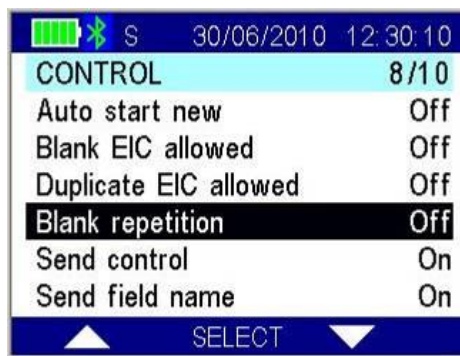 S 30/06/2010 12:30:10
CONTROL 8/10
Auto start new Off
Blank EIC allowed Off
Duplicate EIC allowed Off
Blank repetition Off
Send control On
Send field name On
SELECT